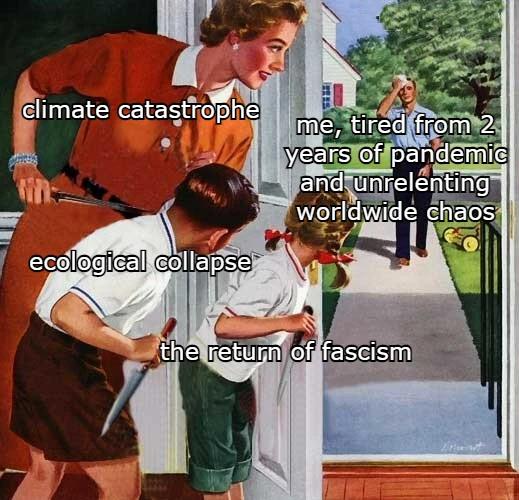 climate catastrophe
me, tired from 2
years of pandemic
and unrelenting
worldwide chaos
ecological collapse
the return of fascism